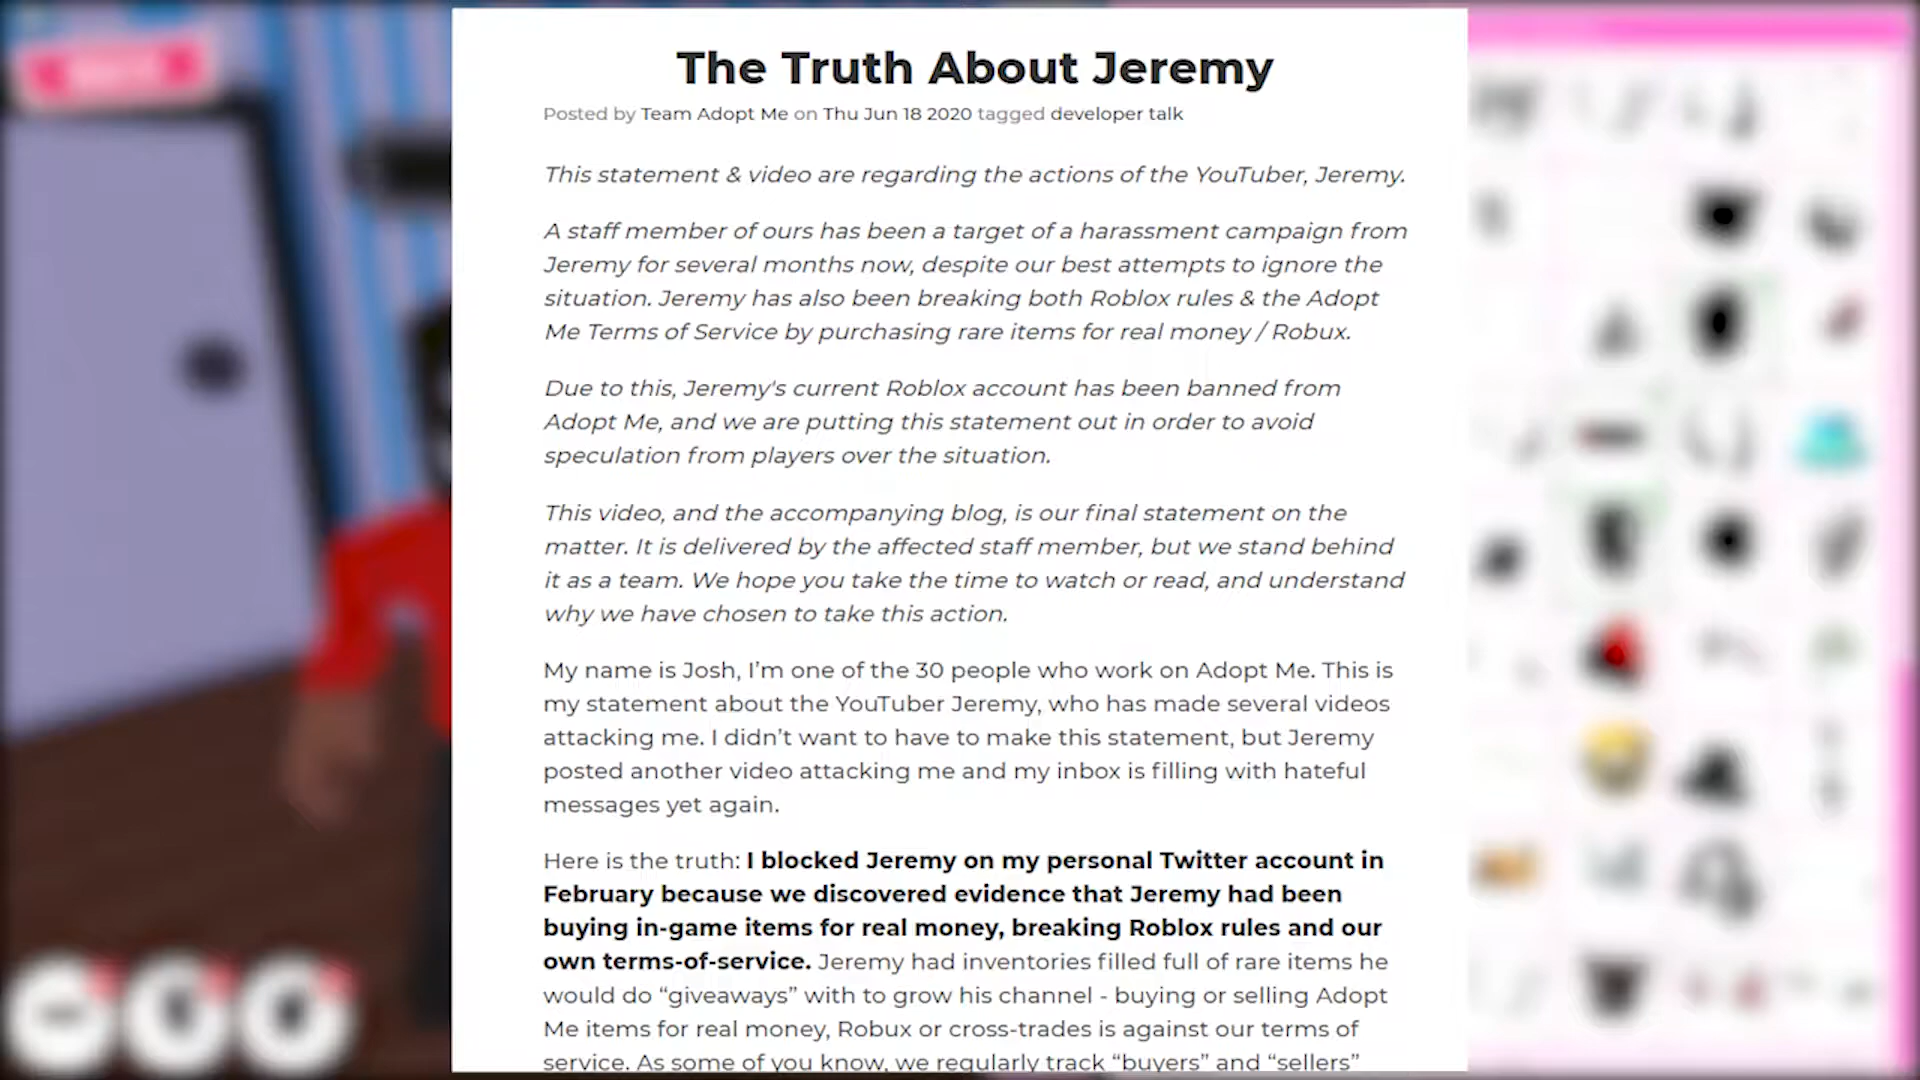 The Truth About Jeremy
Posted by Team Adopt Me on Thu Jun 18 2020 tagged developer talk
This statement & video are regarding the actions of the YouTuber, Jeremy.
A staff member of ours has been a target of a harassment campaign from
Jeremy for several months now, despite our best attempts to ignore the
situation. Jeremy has also been breaking both Roblox rules & the Adopt
Me Terms of Service by purchasing rare items for real money / Robux.
Due to this, Jeremy's current Roblox account has been banned from
Adopt Me, and we are putting this statement out in order to avoid
speculation from players over the situation.
This video, and the accompanying blog, is our final statement on the
matter. It is delivered by the affected staff member, but we stand behind
it as a team. We hope you take the time to watch or read, and understand
why we have chosen to take this action.
My name is Josh, I’m one of the 30 people who work on Adopt Me. This is
my statement about the YouTuber Jeremy, who has made several videos
attacking me. I didn’t want to have to make this statement, but Jeremy
posted another video attacking me and my inbox is filling with hateful
messages yet again.
Here is the truth: I blocked Jeremy on my personal Twitter account in
February because we discovered evidence that Jeremy had been
buying in-game items for real money, breaking Roblox rules and our
own terms-of-service. Jeremy had inventories filled full of rare items he
would do “giveaways” with to grow his channel - buying or selling Adopt
Me items for real money, Robux or cross-trades is against our terms of
service. As some of you know, we regularly track “buyers” and “sellers”